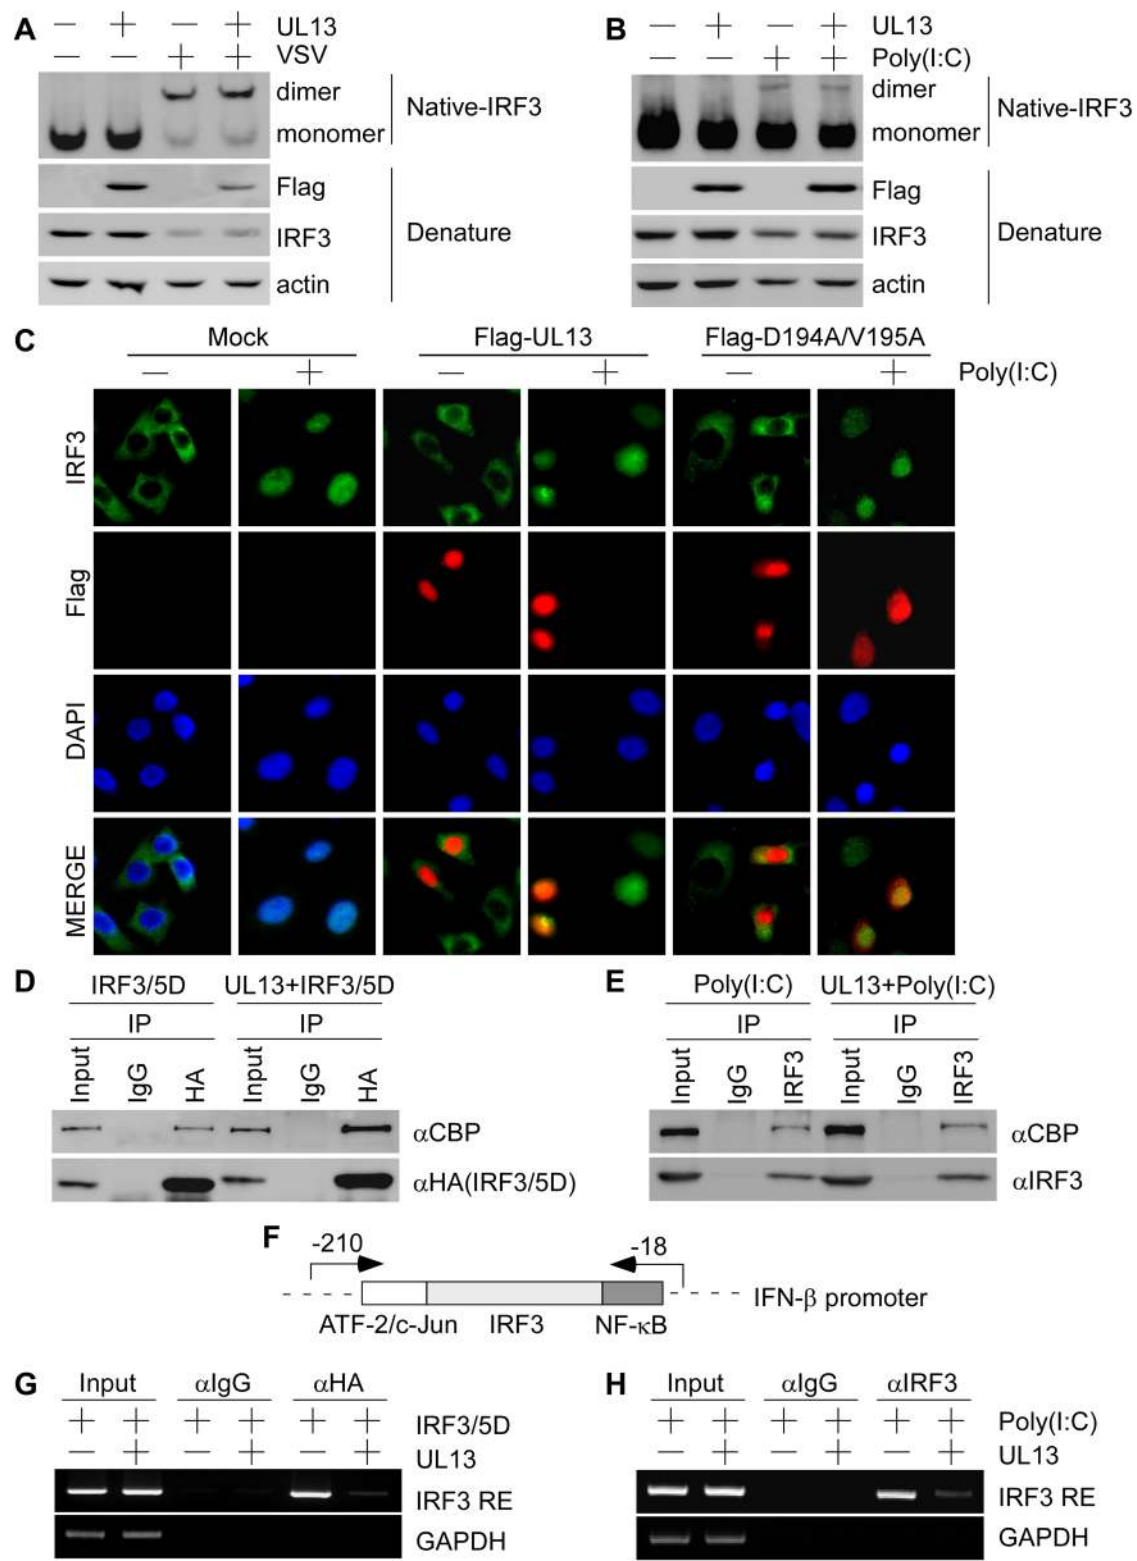 A
— + — + UL13
— — + + VSV
dimer
monomer
Native-IRF3
Flag
IRF3
actin
Denature
B
— + — + UL13
— — + + Poly(I:C)
dimer
monomer
Native-IRF3
Flag
IRF3
actin
Denature
C
Mock Flag-UL13 Flag-D194A/V195A
— + — + — + Poly(I:C)
IRF3
Flag
DAPI
MERGE
D
IRF3/5D UL13+IRF3/5D
IP IP
Input IgG HA Input IgG HA
αCBP
αHA(IRF3/5D)
E
Poly(I:C) UL13+Poly(I:C)
IP IP
Input IgG IRF3 Input IgG IRF3
αCBP
αIRF3
F
-210 -18
IFN-β promoter
ATF-2/c-Jun IRF3 NF-κB
G
Input αIgG αHA
+ + + + + + IRF3/5D
— + — + — + UL13
IRF3 RE
GAPDH
H
Input αIgG αIRF3
+ + + + + + Poly(I:C)
— + — + — + UL13
IRF3 RE
GAPDH